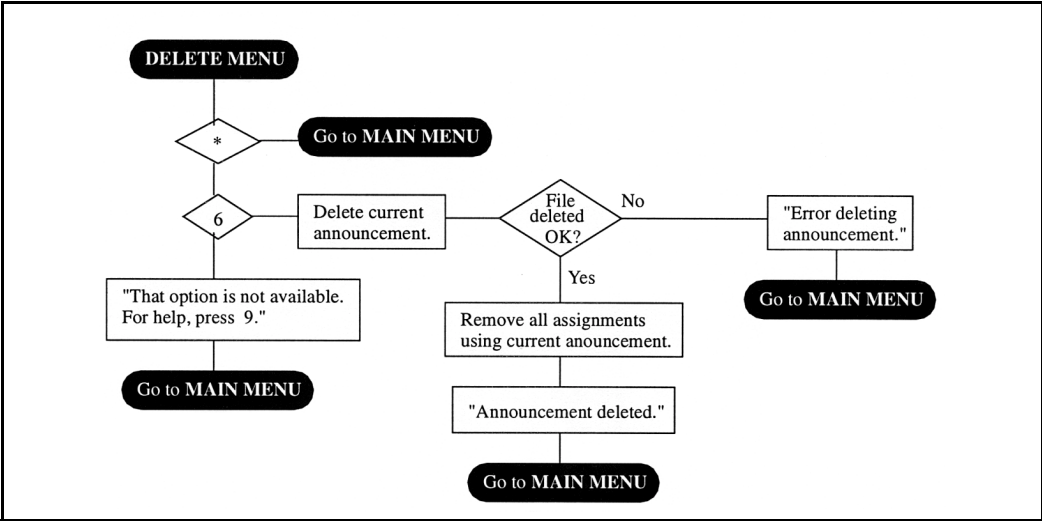 DELETE MENU
*
Go to MAIN MENU
6
Delete current
announcement.
File
deleted
OK?
No
"Error deleting
announcement."
Go to MAIN MENU
Yes
"That option is not available.
For help, press 9."
Go to MAIN MENU
Remove all assignments
using current anouncement.
"Announcement deleted."
Go to MAIN MENU